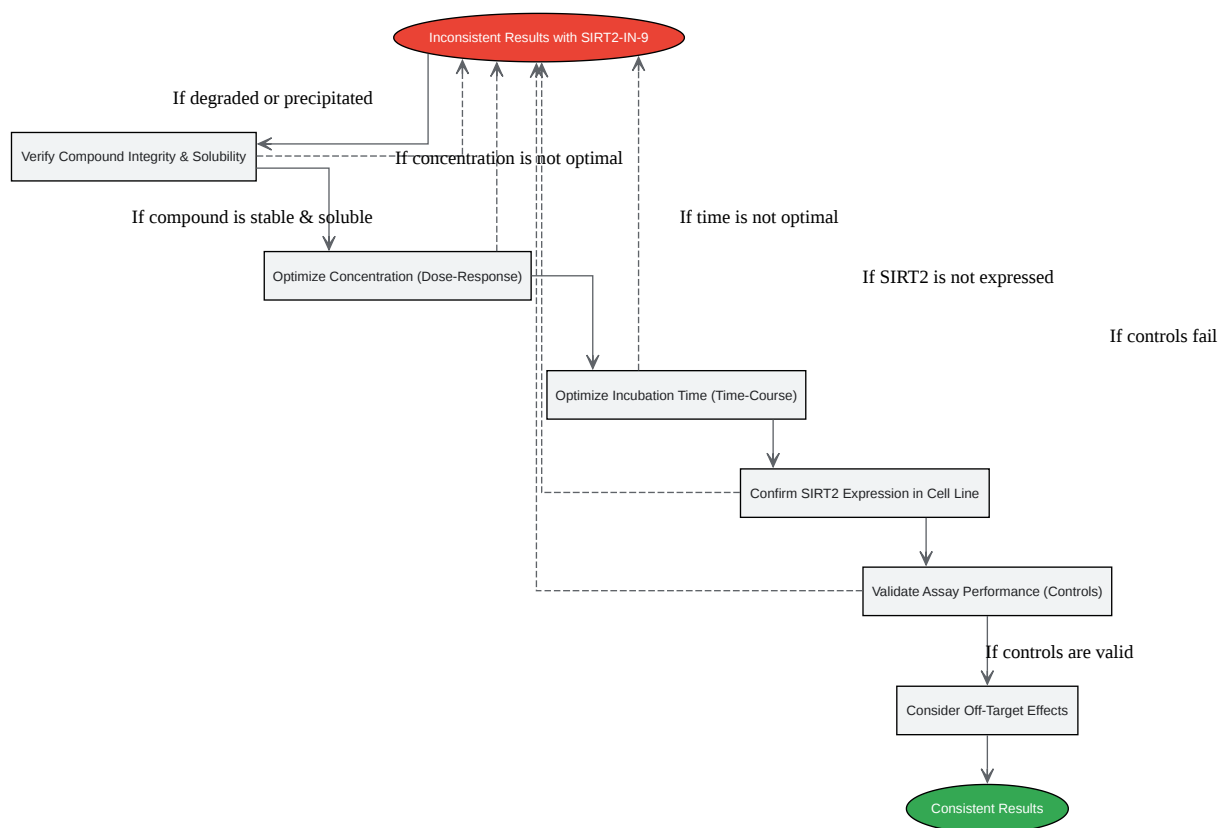 Inconsistent Results with SIRT2-IN-9
If degraded or precipitated
Verify Compound Integrity & Solubility
If concentration is not optimal
If compound is stable & soluble
If time is not optimal
Optimize Concentration (Dose-Response)
If SIRT2 is not expressed
If controls fail
Optimize Incubation Time (Time-Course)
Confirm SIRT2 Expression in Cell Line
Validate Assay Performance (Controls)
If controls are valid
Consider Off-Target Effects
Consistent Results